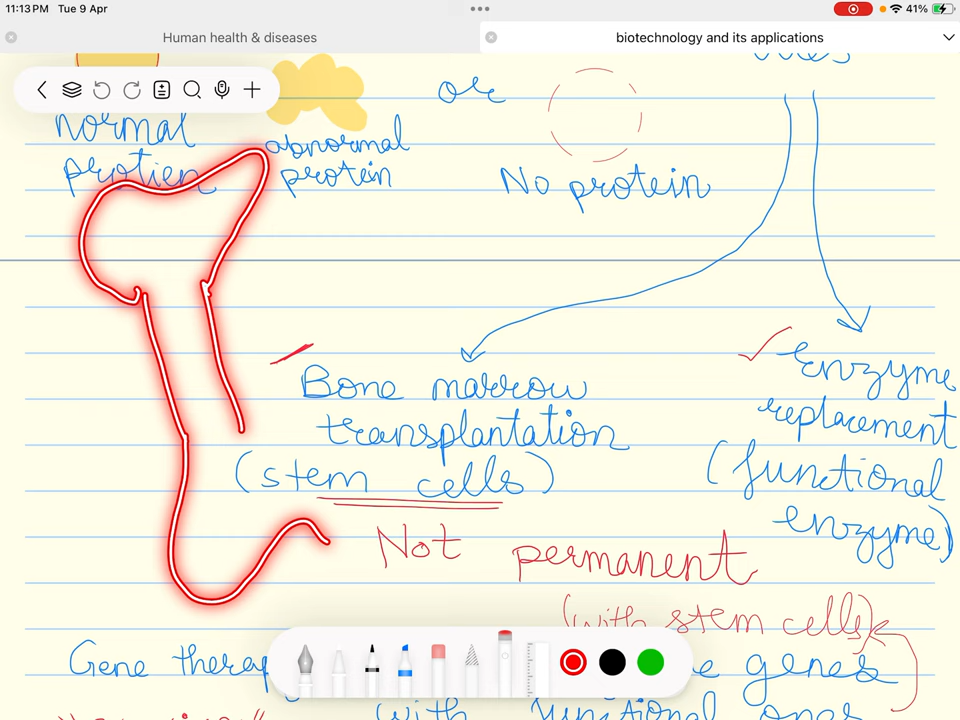 11:13 PM Tue 9 Apr
41%
Human health & diseases
biotechnology and its applications
or
normal
protien
abnormal
protein
No protein
Bone marrow
transplantation
(stem cells)
Enzyme
replacement
(functional
enzyme)
Not permanent
(with stem cells)
Gene therap
genes
(with functional ones